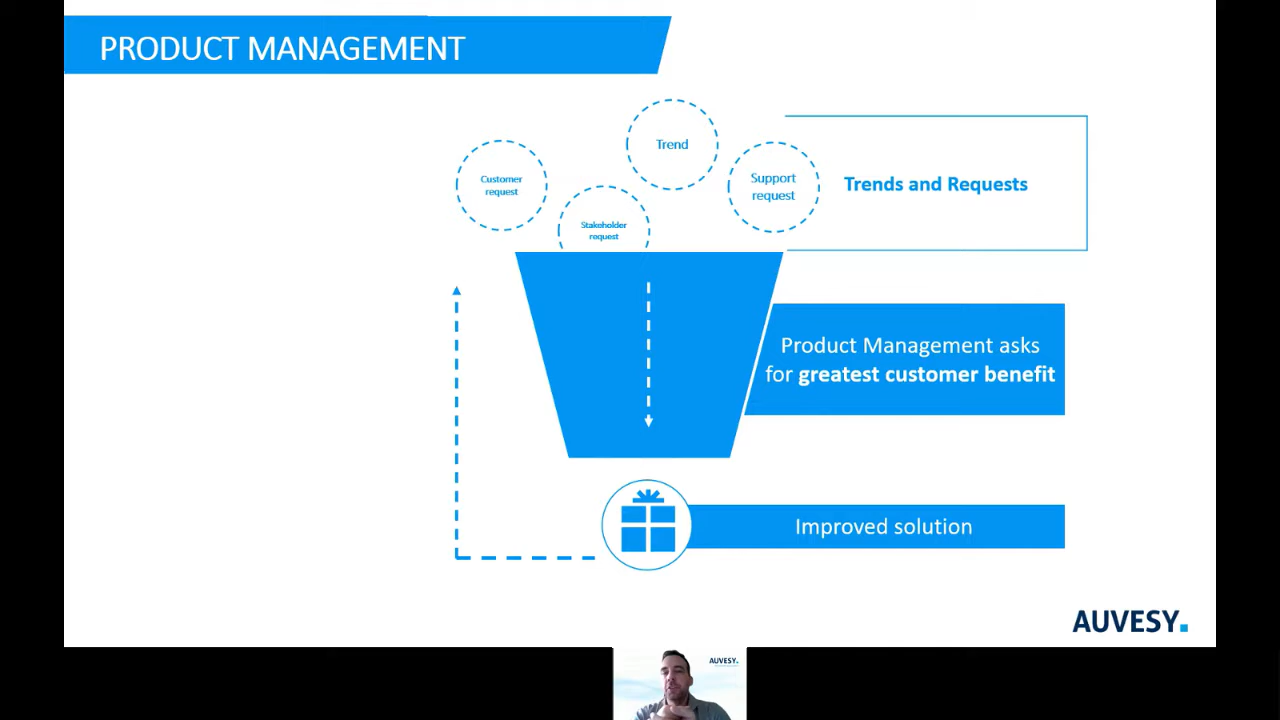 PRODUCT MANAGEMENT
Trend
Customer
request
Support
request
Trends and Requests
Stakeholder
request
Product Management asks
for greatest customer benefit
Improved solution
AUVESY.
AUVESY.